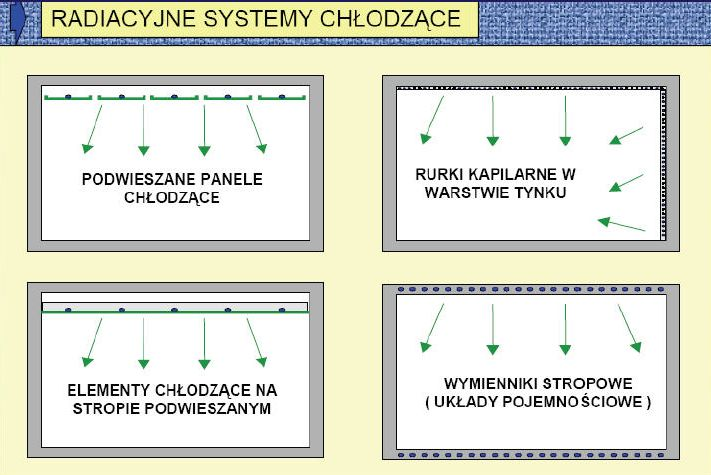 RADIACYJNE SYSTEMY CHŁODZĄCE
PODWIESZANE PANELE
CHŁODZĄCE
RURKI KAPILARNE W
WARSTWIE TYNKU
ELEMENTY CHŁODZĄCE NA
STROPIE PODWIESZANYM
WYMIENNIKI STROPOWE
( UKŁADY POJEMNOŚCIOWE )